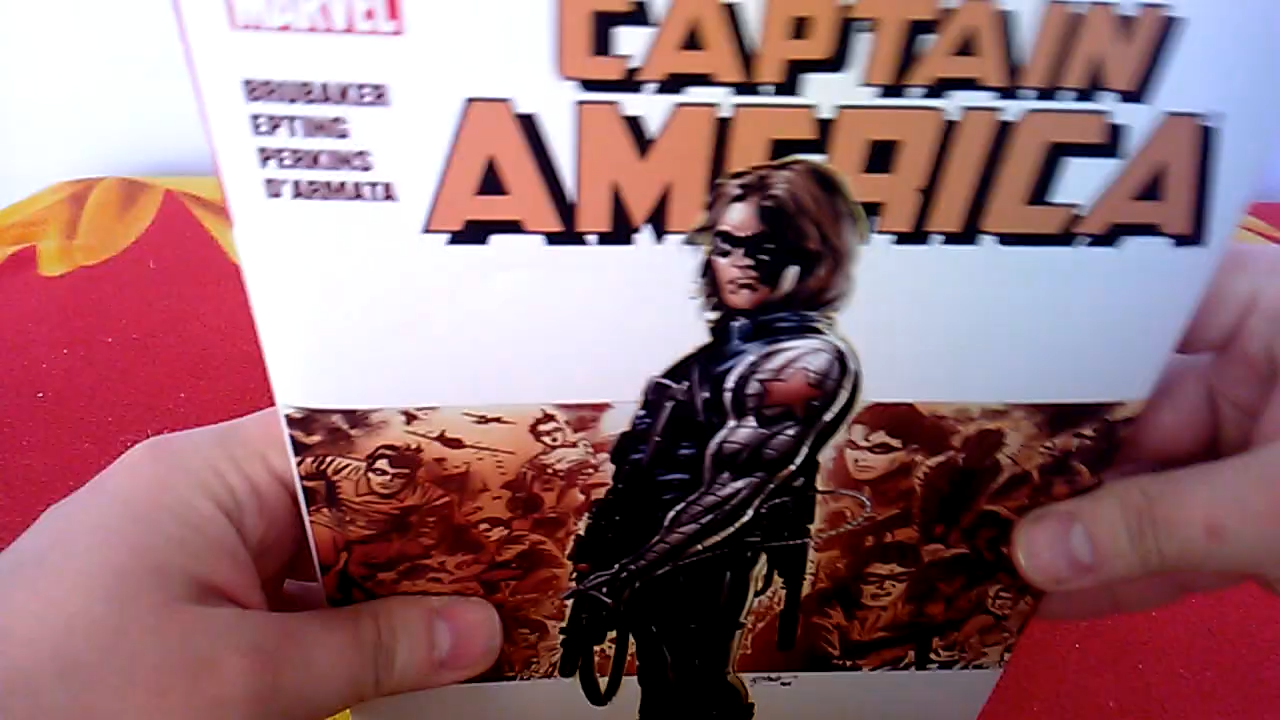 MARVEL
CAPTAIN
AMERICA
BRUBAKER
EPTING
PERKINS
D'ARMATA